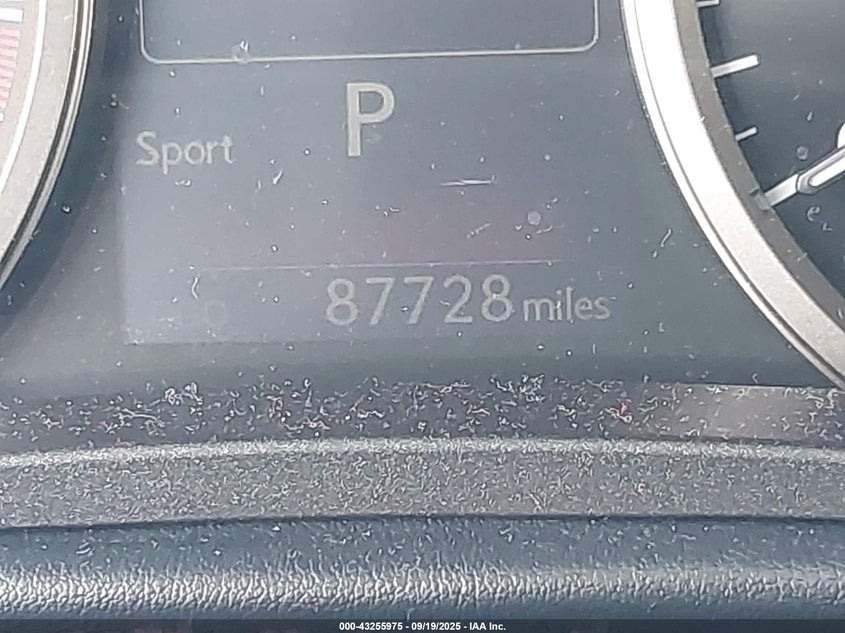 P
Sport
87728 miles
000-43255975 - 09/19/2025 - IAA Inc.